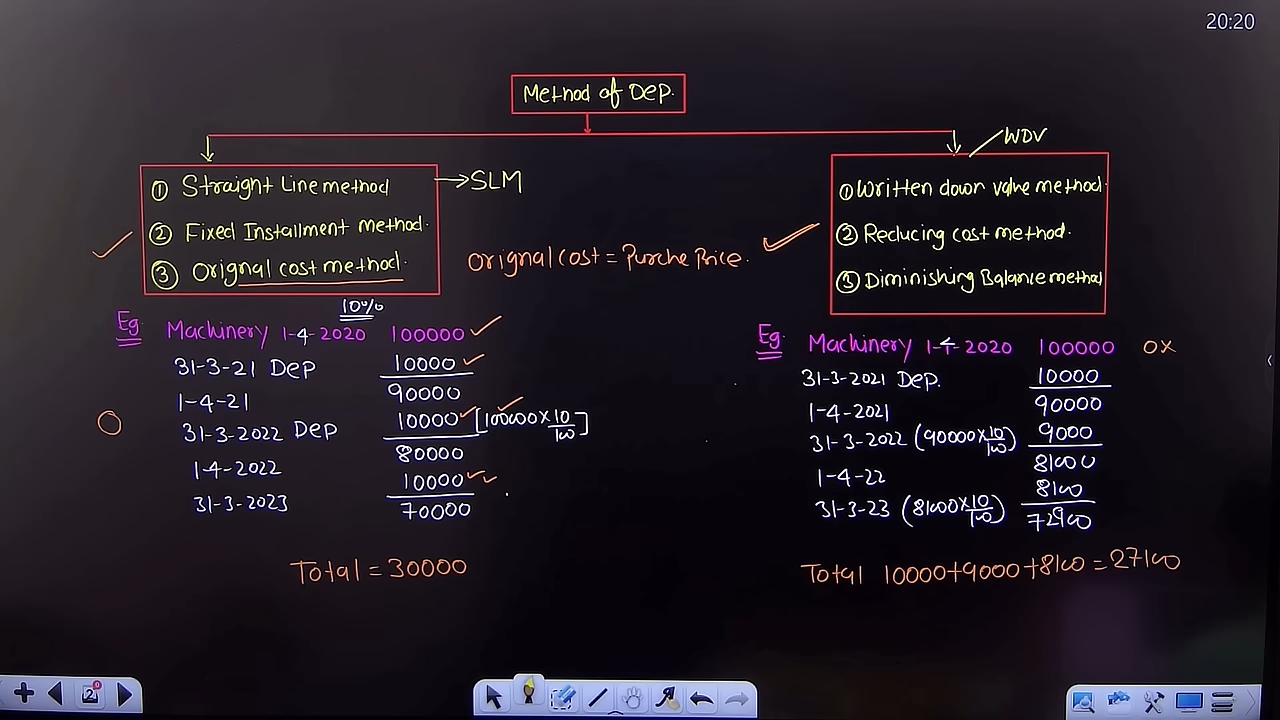 20:20
Method of Dep.
WDV
① Straight Line method
→SLM
② Fixed Installment method.
③ Orignal cost method.
orignal cost = Purche Price.
① Written down value method.
② Reducing cost method.
③ Diminishing Balance method
10%
Eg. Machinery 1-4-2020 100000
31-3-21 Dep 10000
1-4-21 90000
31-3-2022 Dep 10000 [100000×10/100]
80000
1-4-2022
10000
31-3-2023
70000
Total = 30000
Eg. Machinery 1-4-2020 100000 0x
31-3-2021 Dep. 10000
1-4-2021 90000
31-3-2022 (90000×10/100) 9000
81000
1-4-22
8100
31-3-23 (81000×10/100)
72900
Total 10000+9000+8100=27100
2